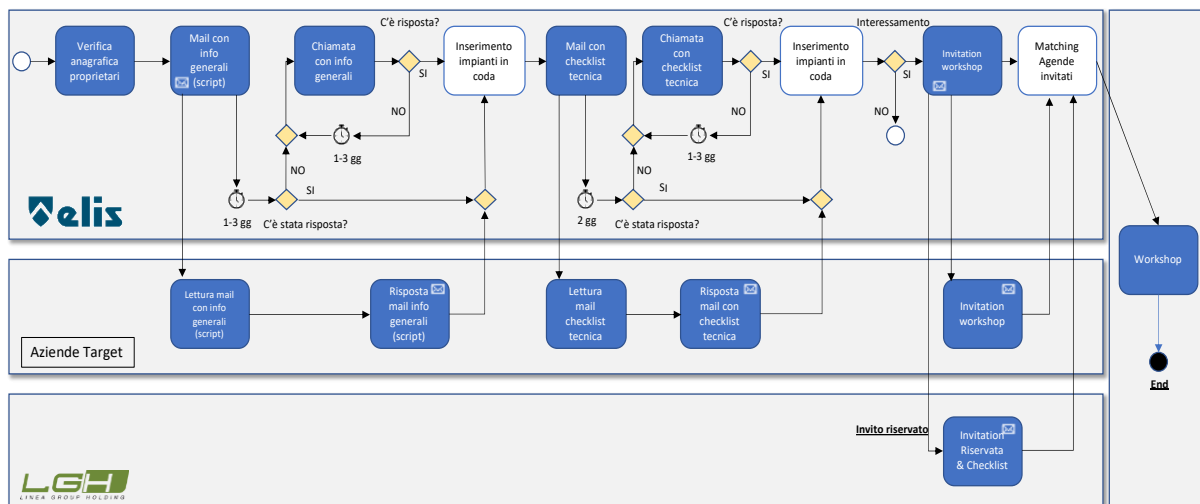 C'è risposta?
C'è risposta?
Interessamento
Verifica
anagrafica
proprietari
Mail con
info
generali
(script)
Chiamata
con info
generali
SI
NO
1-3 gg
Inserimento
impianti in
coda
Mail con
checklist
tecnica
Chiamata
con
checklist
tecnica
SI
NO
1-3 gg
Inserimento
impianti in
coda
SI
NO
Invitation
workshop
Matching
Agende
invitati
NO
SI
1-3 gg
C'è stata risposta?
NO
SI
2 gg
C'è stata risposta?
elis
Workshop
End
Lettura mail
con info
generali
(script)
Risposta
mail info
generali
(script)
Lettura
mail
checklist
tecnica
Risposta
mail con
checklist
tecnica
Invitation
workshop
Aziende Target
Invito riservato
Invitation
Riservata
& Checklist
LGH
LINEA GROUP HOLDING